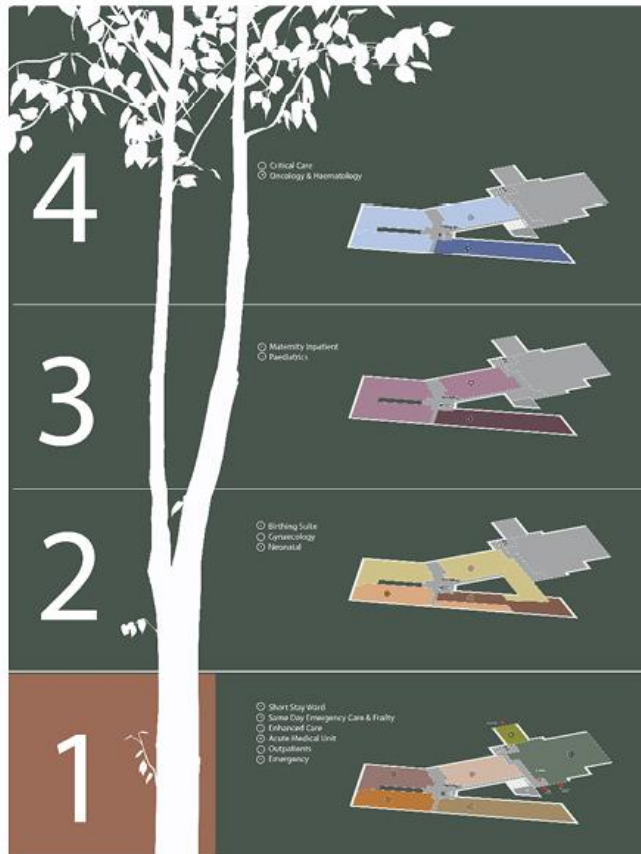 4
Critical Care
Oncology & Haematology
3
Maternity Inpatient
Paediatrics
2
Birthing Suite
Gynaecology
Neonatal
1
Short Stay Ward
Same Day Emergency Care & Frailty
Enhanced Care
Acute Medical Unit
Outpatients
Emergency